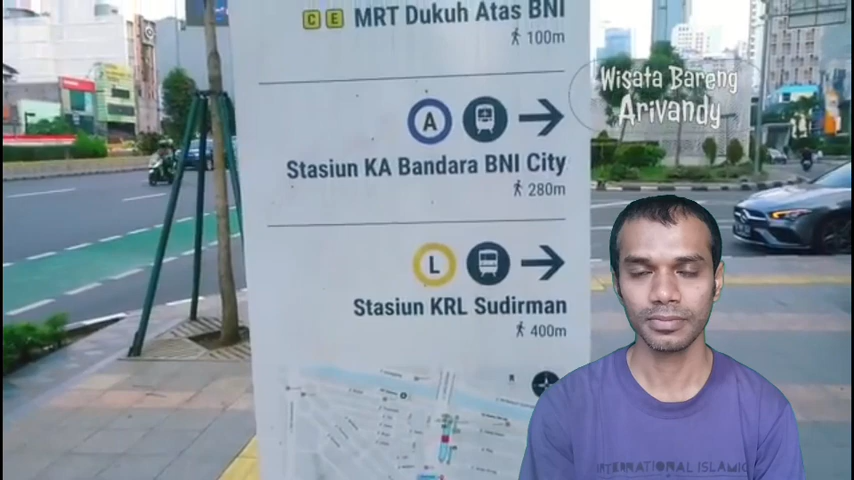 C E MRT Dukuh Atas BNI
100m
Wisata Bareng
Arivandy
A
Stasiun KA Bandara BNI City
280m
L
Stasiun KRL Sudirman
400m
INTERNATIONAL ISLAMIC